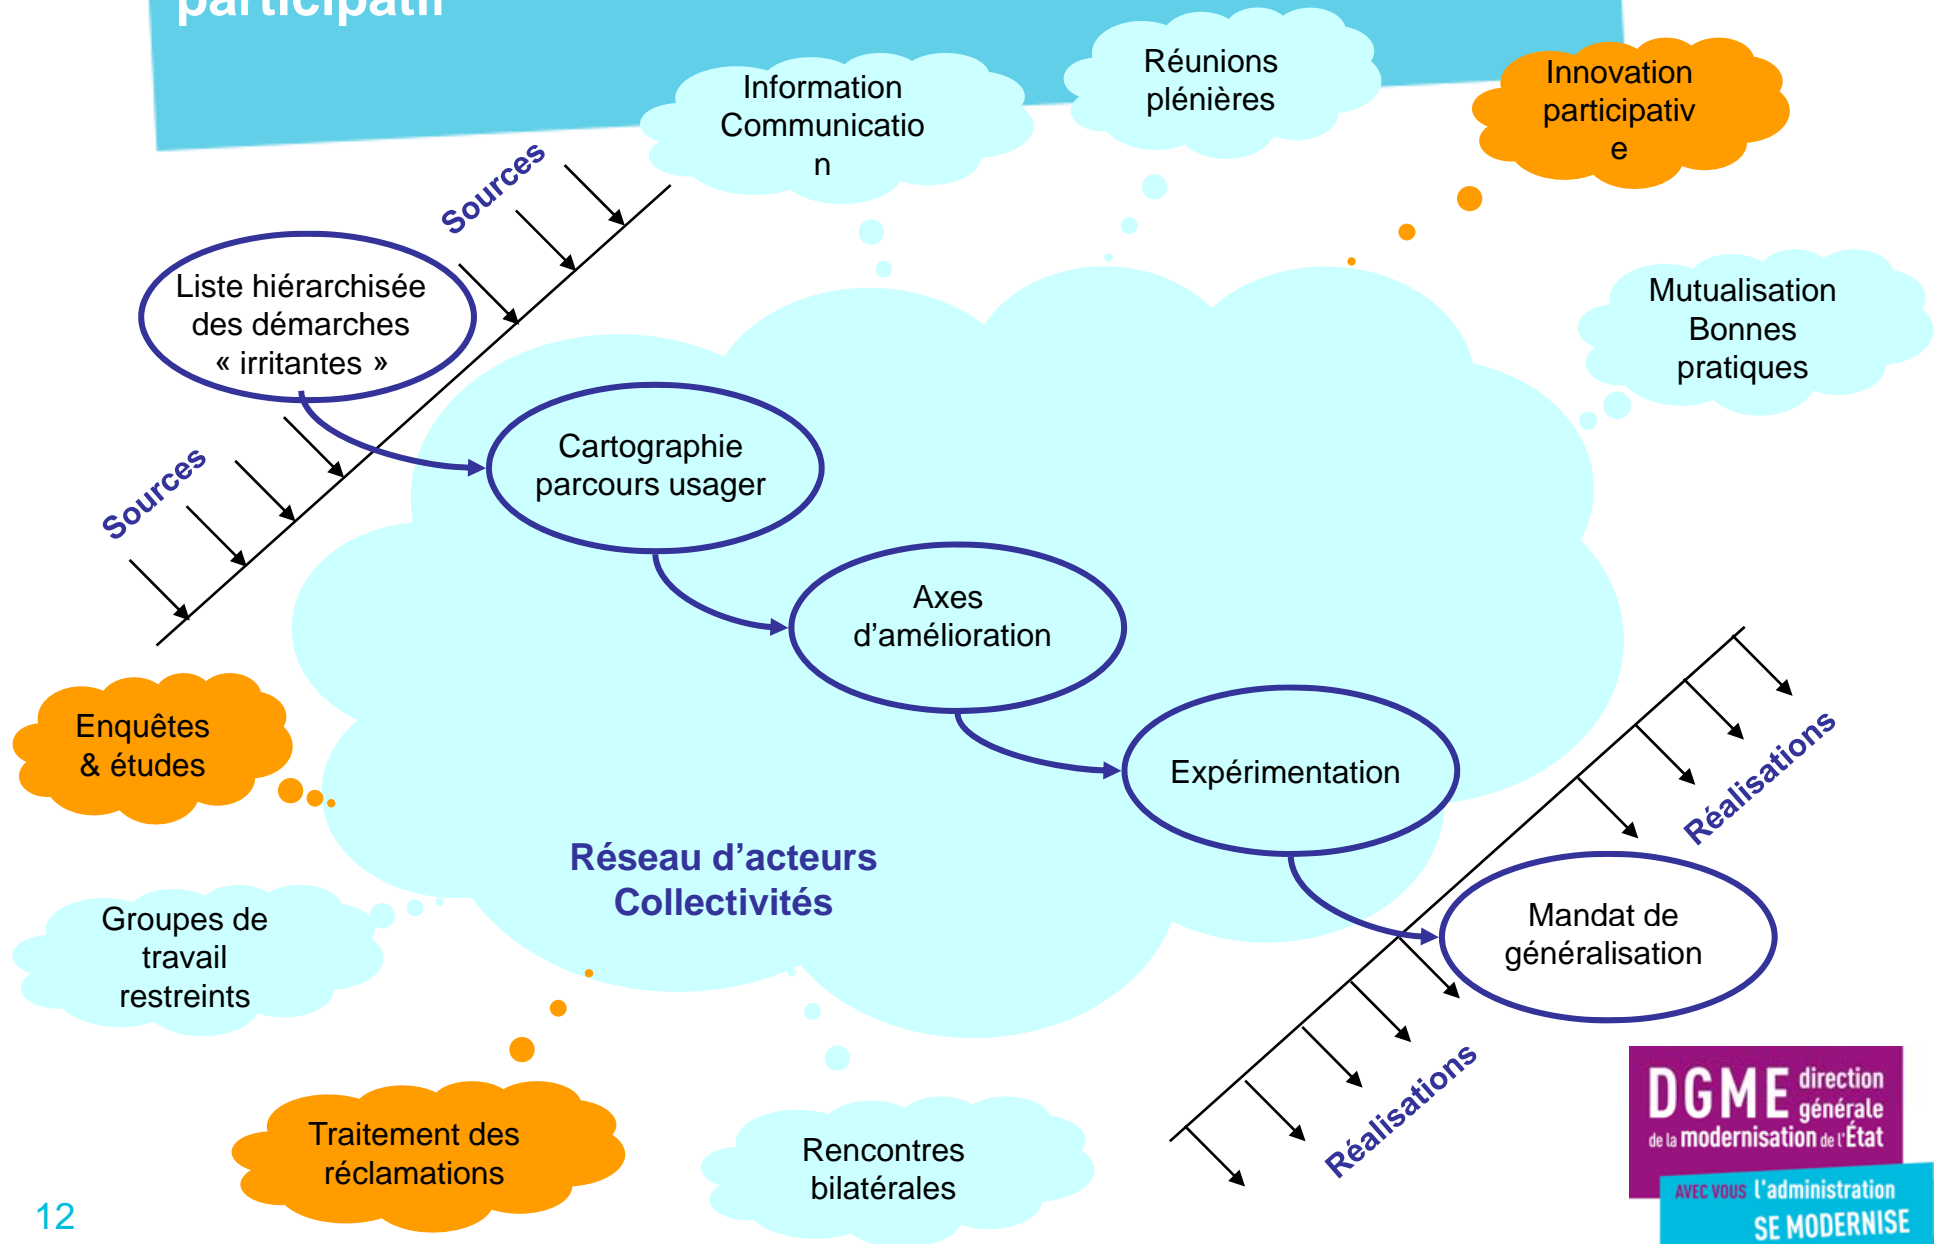 participatif
Information
Communicatio
n
Réunions
plénières
Innovation
participativ
e
Sources
Liste hiérarchisée
des démarches
« irritantes »
Mutualisation
Bonnes
pratiques
Sources
Cartographie
parcours usager
Axes
d’amélioration
Enquêtes
& études
Expérimentation
Réalisations
Réseau d’acteurs
Collectivités
Groupes de
travail
restreints
Mandat de
généralisation
Réalisations
Traitement des
réclamations
Rencontres
bilatérales
DGME direction
générale
de la modernisation de l'État
AVEC VOUS l'administration
SE MODERNISE
12